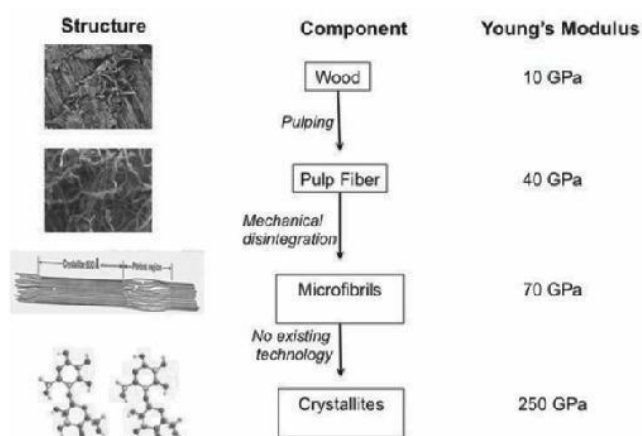 Structure
Component
Young's Modulus
Wood
10 GPa
Pulping
Pulp Fiber
40 GPa
Mechanical
disintegration
Microfibrils
70 GPa
No existing
technology
Crystallites
250 GPa